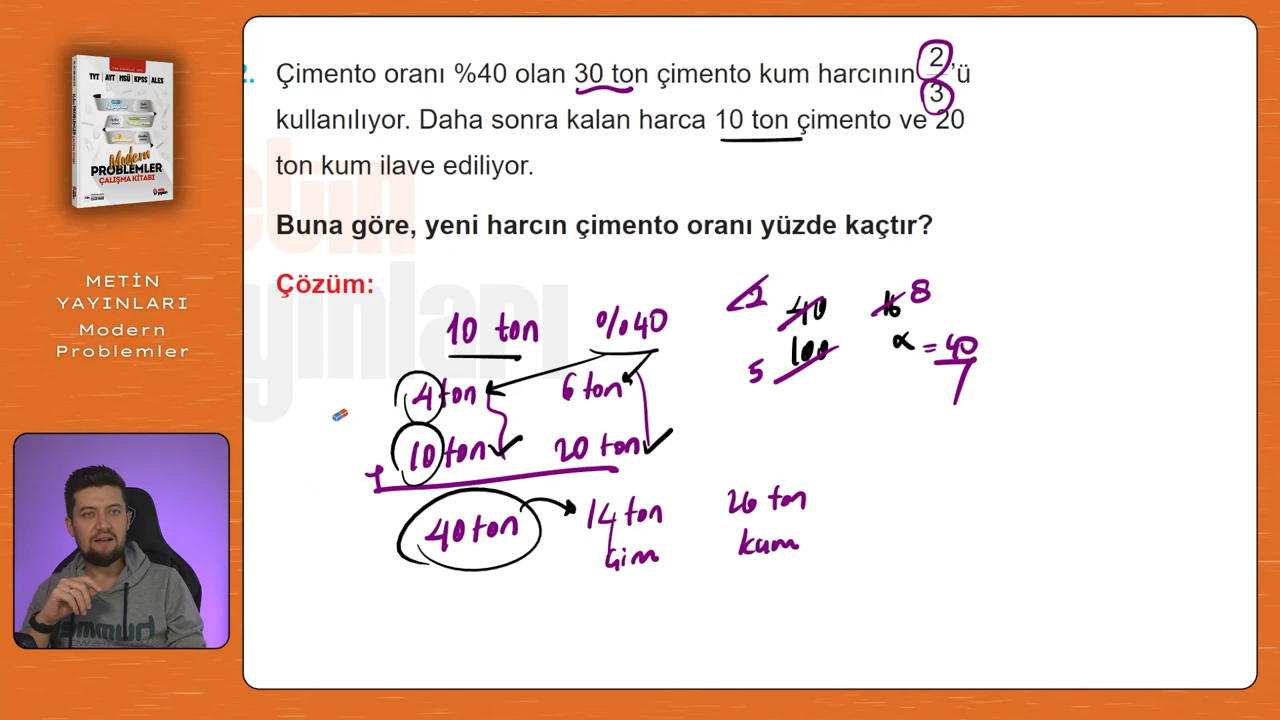 TYT | AYT | MSÜ | KPSS | ALES
Modern
PROBLEMLER
ÇALIŞMA KİTABI
METİN
YAYINLARI
Modern
Problemler
2. Çimento oranı %40 olan 30 ton çimento kum harcının 2/3 'ü
kullanılıyor. Daha sonra kalan harca 10 ton çimento ve 20
ton kum ilave ediliyor.
Buna göre, yeni harcın çimento oranı yüzde kaçtır?
Çözüm:
10 ton %40
4 ton 6 ton
10 ton 20 ton
+
40 ton 14 ton 26 ton
çim kum
2 40 16 8
5 100 α = 40/7